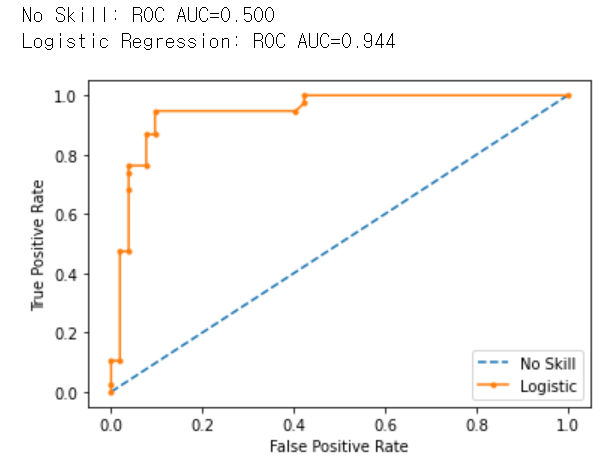 No Skill: ROC AUC=0.500
Logistic Regression: ROC AUC=0.944
1.0
0.8
0.6
0.4
0.2
0.0
True Positive Rate
No Skill
Logistic
0.0 0.2 0.4 0.6 0.8 1.0
False Positive Rate